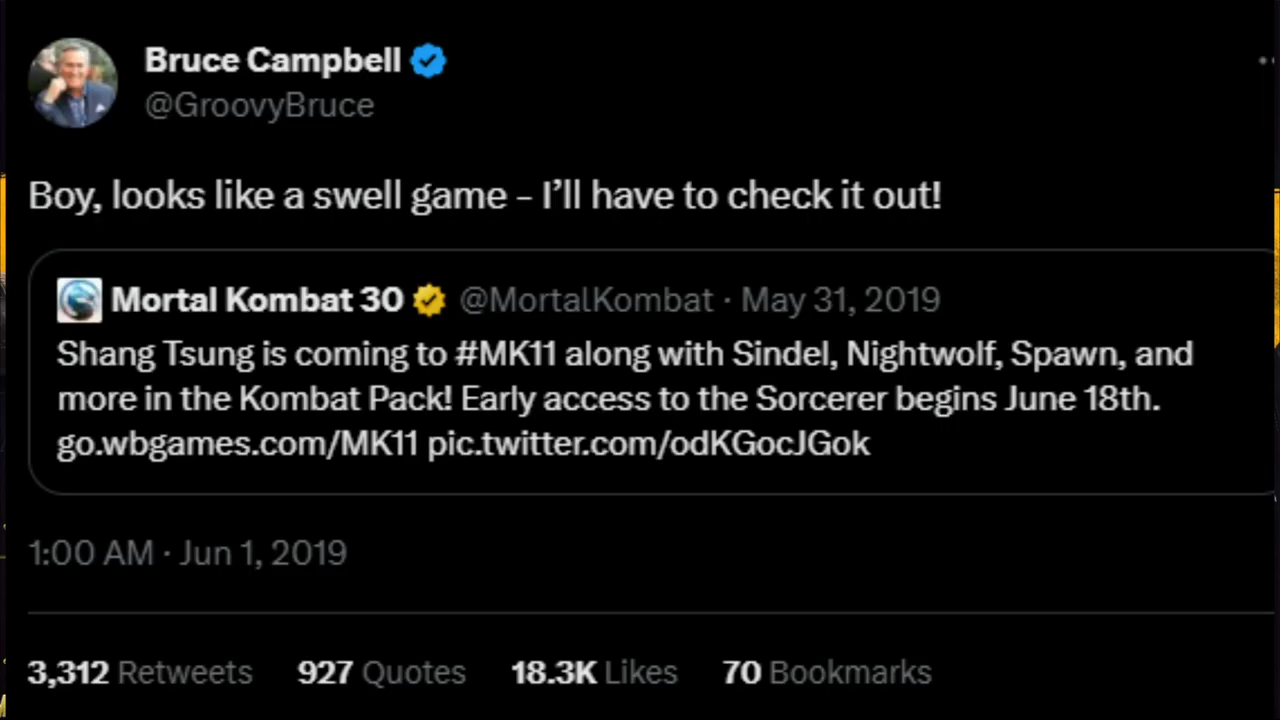 Bruce Campbell
@GroovyBruce
Boy, looks like a swell game – I’ll have to check it out!
Mortal Kombat 30 @MortalKombat · May 31, 2019
Shang Tsung is coming to #MK11 along with Sindel, Nightwolf, Spawn, and
more in the Kombat Pack! Early access to the Sorcerer begins June 18th.
go.wbgames.com/MK11 pic.twitter.com/odKGocJGok
1:00 AM · Jun 1, 2019
3,312 Retweets 927 Quotes 18.3K Likes 70 Bookmarks